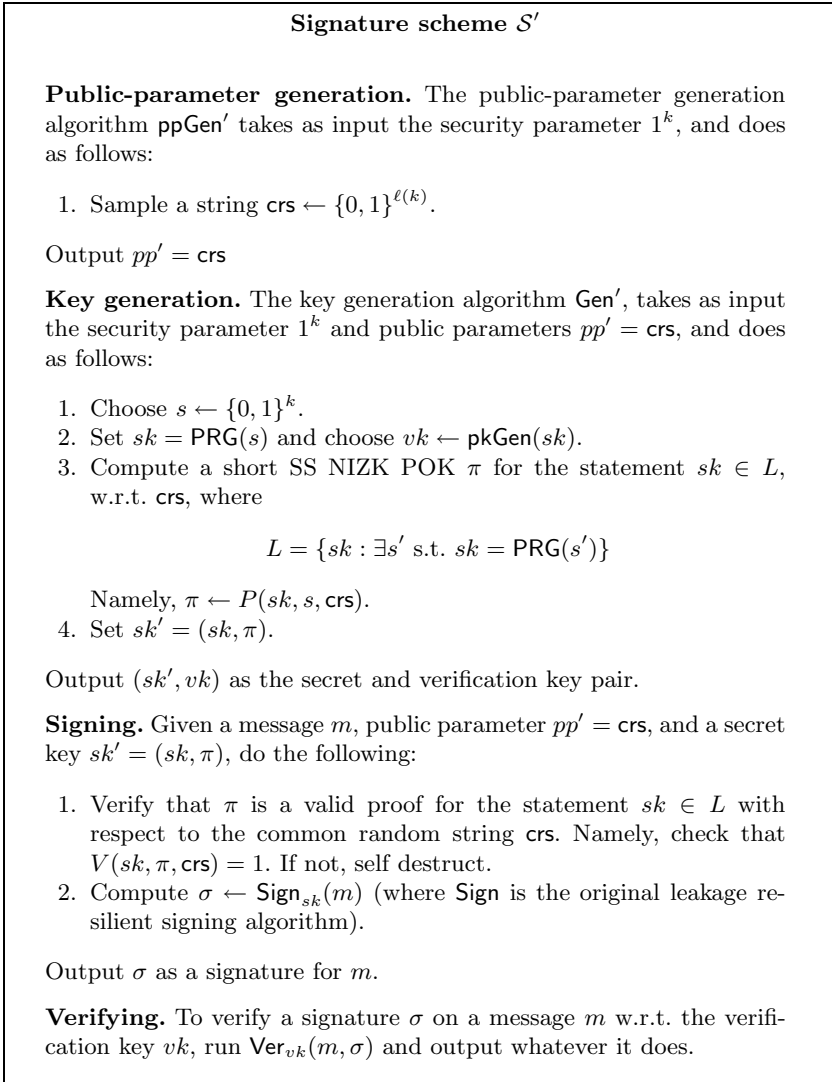 Signature scheme 𝒮′
Public-parameter generation. The public-parameter generation
algorithm ppGen′ takes as input the security parameter 1ᵏ, and does
as follows:
1. Sample a string crs ← {0, 1}^{ℓ(k)}.
Output pp′ = crs
Key generation. The key generation algorithm Gen′, takes as input
the security parameter 1ᵏ and public parameters pp′ = crs, and does
as follows:
1. Choose s ← {0, 1}ᵏ.
2. Set sk = PRG(s) and choose vk ← pkGen(sk).
3. Compute a short SS NIZK POK π for the statement sk ∈ L,
w.r.t. crs, where
L = {sk : ∃s′ s.t. sk = PRG(s′)}
Namely, π ← P(sk, s, crs).
4. Set sk′ = (sk, π).
Output (sk′, vk) as the secret and verification key pair.
Signing. Given a message m, public parameter pp′ = crs, and a secret
key sk′ = (sk, π), do the following:
1. Verify that π is a valid proof for the statement sk ∈ L with
respect to the common random string crs. Namely, check that
V(sk, π, crs) = 1. If not, self destruct.
2. Compute σ ← Sign_{sk}(m) (where Sign is the original leakage re-
silient signing algorithm).
Output σ as a signature for m.
Verifying. To verify a signature σ on a message m w.r.t. the verifi-
cation key vk, run Ver_{vk}(m, σ) and output whatever it does.